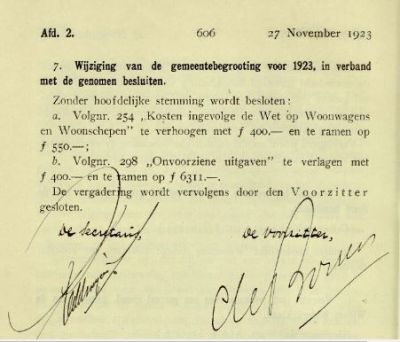 Afd. 2. 606 27 November 1923
7. Wijziging van de gemeentebegrooting voor 1923, in verband
met de genomen besluiten.
Zonder hoofdelijke stemming wordt besloten:
a. Volgnr. 254 „Kosten ingevolge de Wet op Woonwagens
en Woonschepen” te verhoogen met ƒ 400.— en te ramen op
ƒ 550.—;
b. Volgnr. 298 „Onvoorziene uitgaven” te verlagen met
ƒ 400.— en te ramen op ƒ 6311.—.
De vergadering wordt vervolgens door den Voorzitter
gesloten.
De secretaris, De voorzitter,